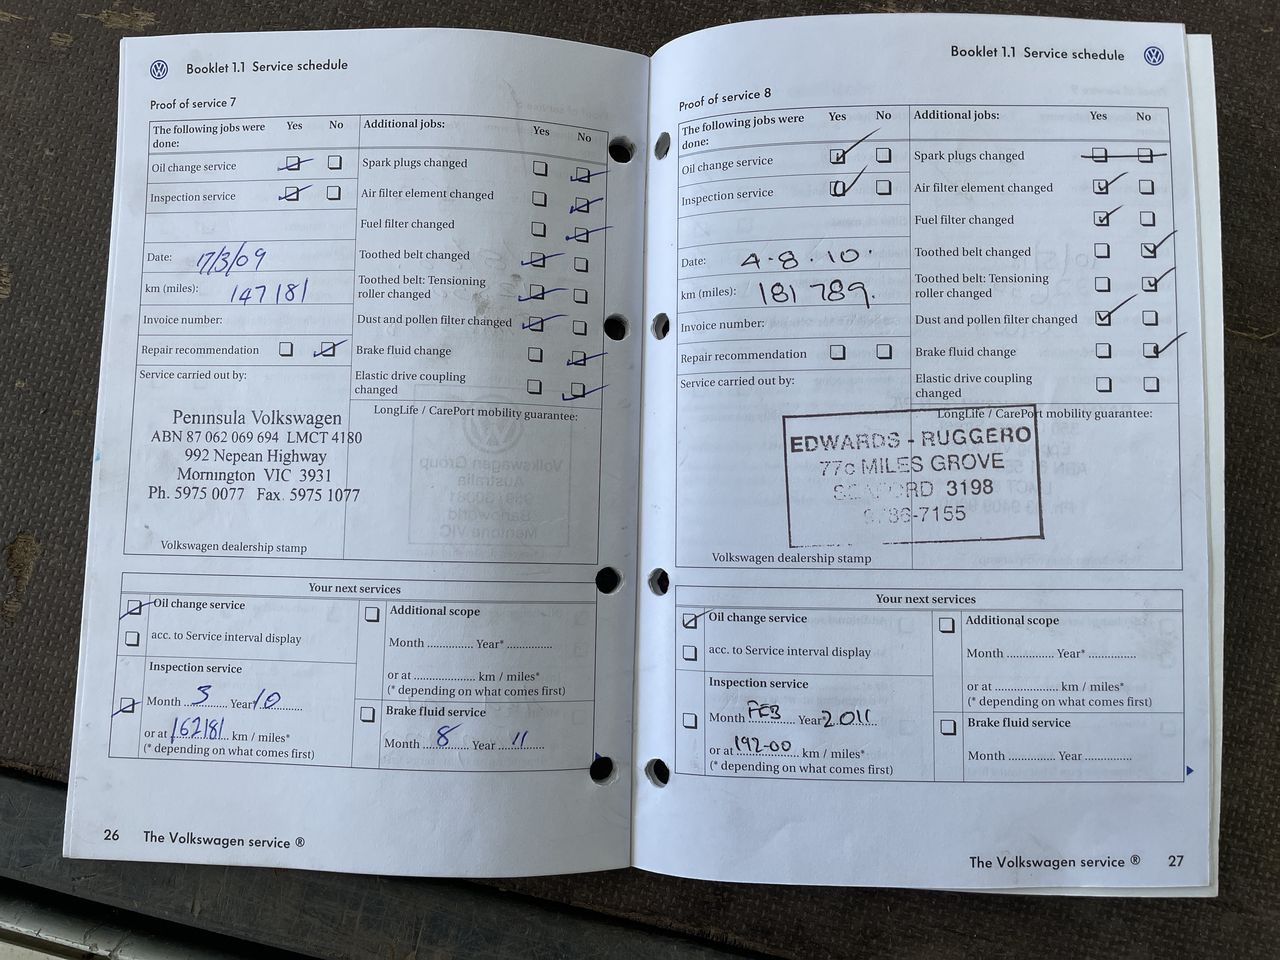 Booklet 1.1 Service schedule
Proof of service 7
The following jobs were done:
Yes No
Additional jobs:
Yes No
Oil change service
Inspection service
Spark plugs changed
Air filter element changed
Fuel filter changed
Date: 17/3/09
Toothed belt changed
km (miles): 147181
Toothed belt: Tensioning
roller changed
Invoice number:
Dust and pollen filter changed
Repair recommendation
Brake fluid change
Service carried out by:
Elastic drive coupling
changed
LongLife / CarePort mobility guarantee:
Peninsula Volkswagen
ABN 87 062 069 694 LMCT 4180
992 Nepean Highway
Mornington VIC 3931
Ph. 5975 0077 Fax. 5975 1077
Volkswagen dealership stamp
Your next services
Oil change service
acc. to Service interval display
Inspection service
Month 3 Year 10
or at 162181 km / miles*
(* depending on what comes first)
Additional scope
Month ............ Year* ..............
or at .................... km / miles*
(* depending on what comes first)
Brake fluid service
Month 8 Year 11
26 The Volkswagen service ®
Booklet 1.1 Service schedule
Proof of service 8
The following jobs were
done:
Yes No
Additional jobs:
Yes No
Oil change service
Inspection service
Spark plugs changed
Air filter element changed
Fuel filter changed
Date: 4-8.10.
Toothed belt changed
km (miles): 181 789.
Toothed belt: Tensioning
roller changed
Invoice number:
Dust and pollen filter changed
Repair recommendation
Brake fluid change
Service carried out by:
Elastic drive coupling
changed
LongLife / CarePort mobility guarantee:
EDWARDS - RUGGERO
77c MILES GROVE
SEAFORD 3198
9786-7155
Volkswagen dealership stamp
Your next services
Oil change service
acc. to Service interval display
Inspection service
Month FEB Year 2011
or at 192-00 km / miles*
(* depending on what comes first)
Additional scope
Month ............ Year* ............
or at .................... km / miles*
(* depending on what comes first)
Brake fluid service
Month ............ Year ............
The Volkswagen service ® 27